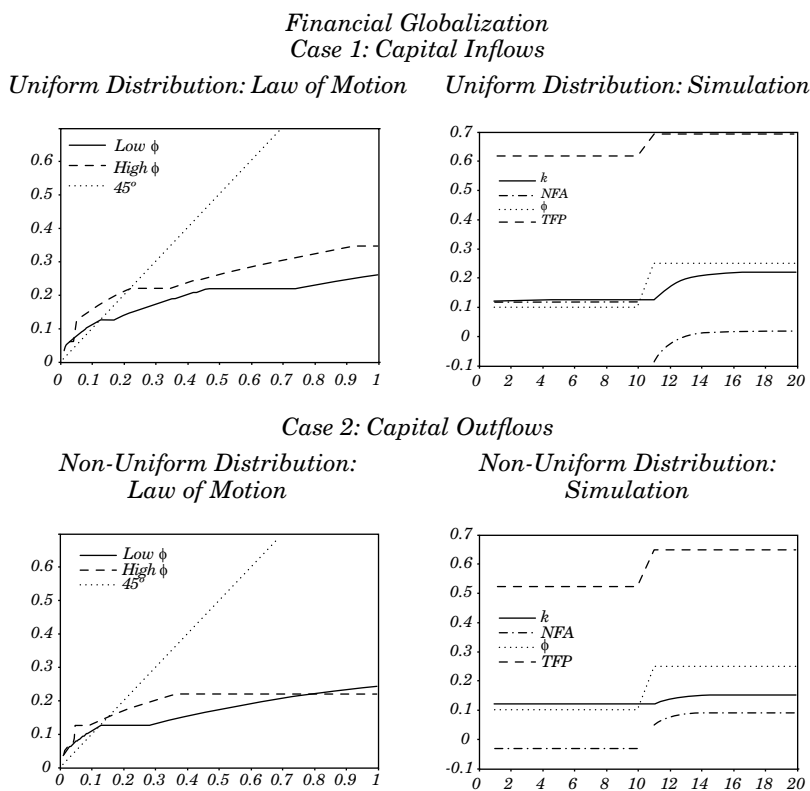 Financial Globalization
Case 1: Capital Inflows
Uniform Distribution: Law of Motion
Uniform Distribution: Simulation
Low ϕ
High ϕ
45º
0.6
0.5
0.4
0.3
0.2
0.1
0
0 0.1 0.2 0.3 0.4 0.5 0.6 0.7 0.8 0.9 1
0.7
0.6
0.5
0.4
0.3
0.2
0.1
0
-0.1
k
NFA
ϕ
TFP
0 2 4 6 8 10 12 14 16 18 20
Case 2: Capital Outflows
Non-Uniform Distribution:
Law of Motion
Non-Uniform Distribution:
Simulation
Low ϕ
High ϕ
45º
0.6
0.5
0.4
0.3
0.2
0.1
0
0 0.1 0.2 0.3 0.4 0.5 0.6 0.7 0.8 0.9 1
0.7
0.6
0.5
0.4
0.3
0.2
0.1
0
-0.1
k
NFA
ϕ
TFP
0 2 4 6 8 10 12 14 16 18 20